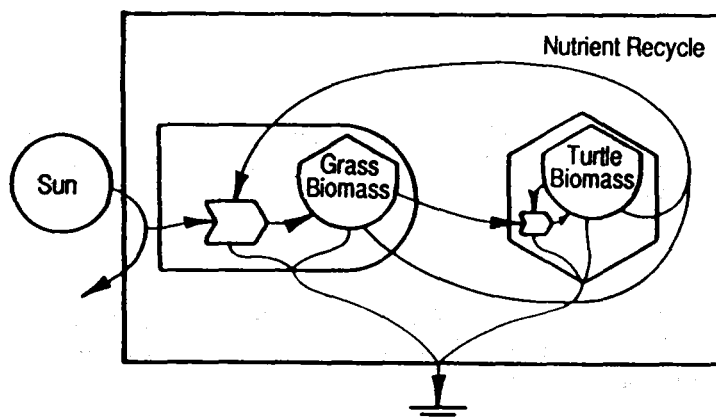 Nutrient Recycle
Sun
Grass
Biomass
Turtle
Biomass